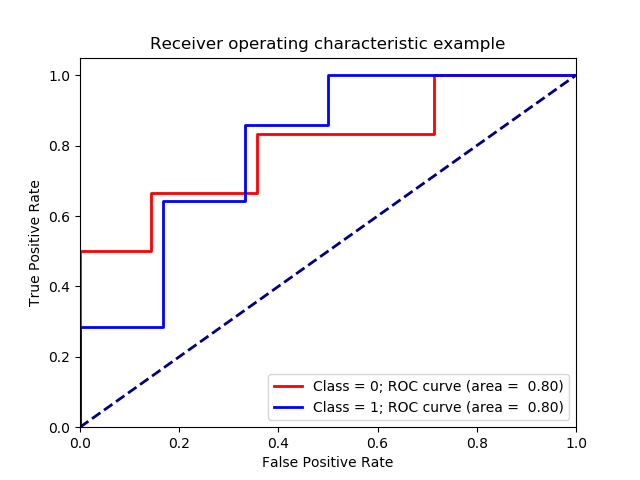 Receiver operating characteristic example
True Positive Rate
1.0
0.8
0.6
0.4
0.2
0.0
Class = 0; ROC curve (area =  0.80)
Class = 1; ROC curve (area =  0.80)
0.0 0.2 0.4 0.6 0.8 1.0
False Positive Rate